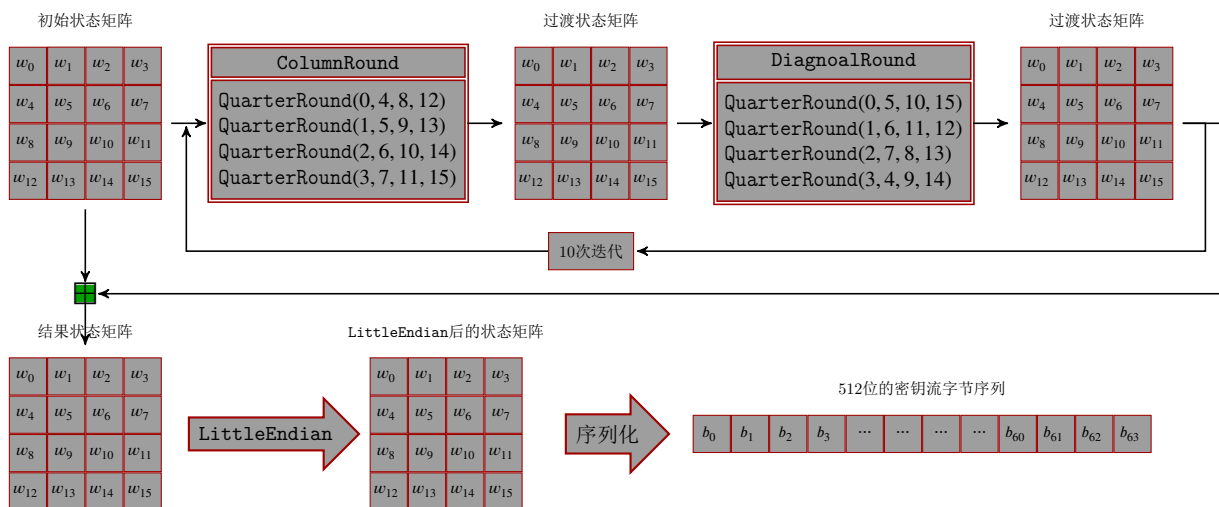 初始状态矩阵
过渡状态矩阵
过渡状态矩阵
w0 w1 w2 w3
w4 w5 w6 w7
w8 w9 w10 w11
w12 w13 w14 w15
ColumnRound
QuarterRound(0, 4, 8, 12)
QuarterRound(1, 5, 9, 13)
QuarterRound(2, 6, 10, 14)
QuarterRound(3, 7, 11, 15)
w0 w1 w2 w3
w4 w5 w6 w7
w8 w9 w10 w11
w12 w13 w14 w15
DiagnoalRound
QuarterRound(0, 5, 10, 15)
QuarterRound(1, 6, 11, 12)
QuarterRound(2, 7, 8, 13)
QuarterRound(3, 4, 9, 14)
w0 w1 w2 w3
w4 w5 w6 w7
w8 w9 w10 w11
w12 w13 w14 w15
10次迭代
结果状态矩阵
w0 w1 w2 w3
w4 w5 w6 w7
w8 w9 w10 w11
w12 w13 w14 w15
LittleEndian
LittleEndian后的状态矩阵
w0 w1 w2 w3
w4 w5 w6 w7
w8 w9 w10 w11
w12 w13 w14 w15
序列化
512位的密钥流字节序列
b0 b1 b2 b3 ... ... ... ... b60 b61 b62 b63